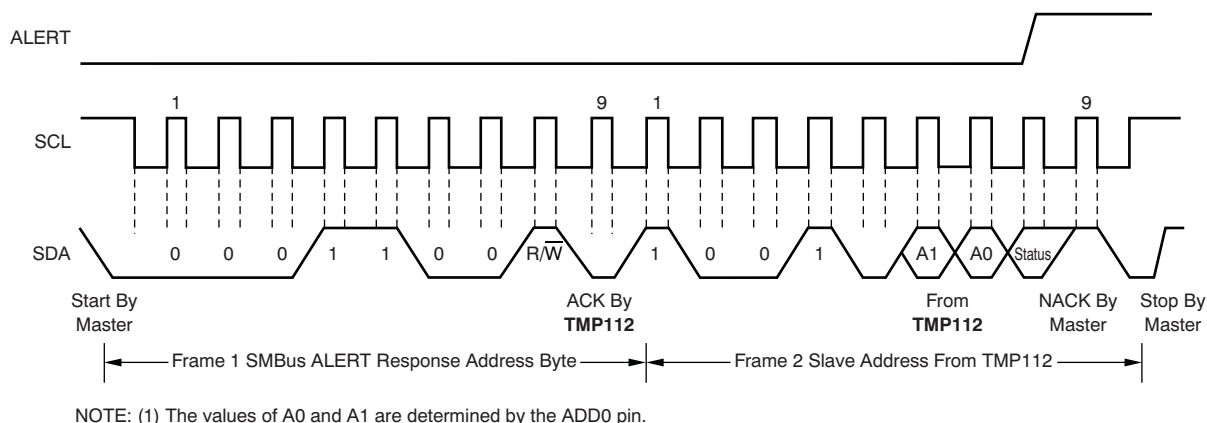 ALERT
1 9 1 9
SCL
SDA 0 0 0 1 1 0 0 R/W 1 0 0 1 A1 A0 Status
Start By Master
ACK By TMP112
From TMP112
NACK By Master
Stop By Master
Frame 1 SMBus ALERT Response Address Byte
Frame 2 Slave Address From TMP112
NOTE: (1) The values of A0 and A1 are determined by the ADD0 pin.